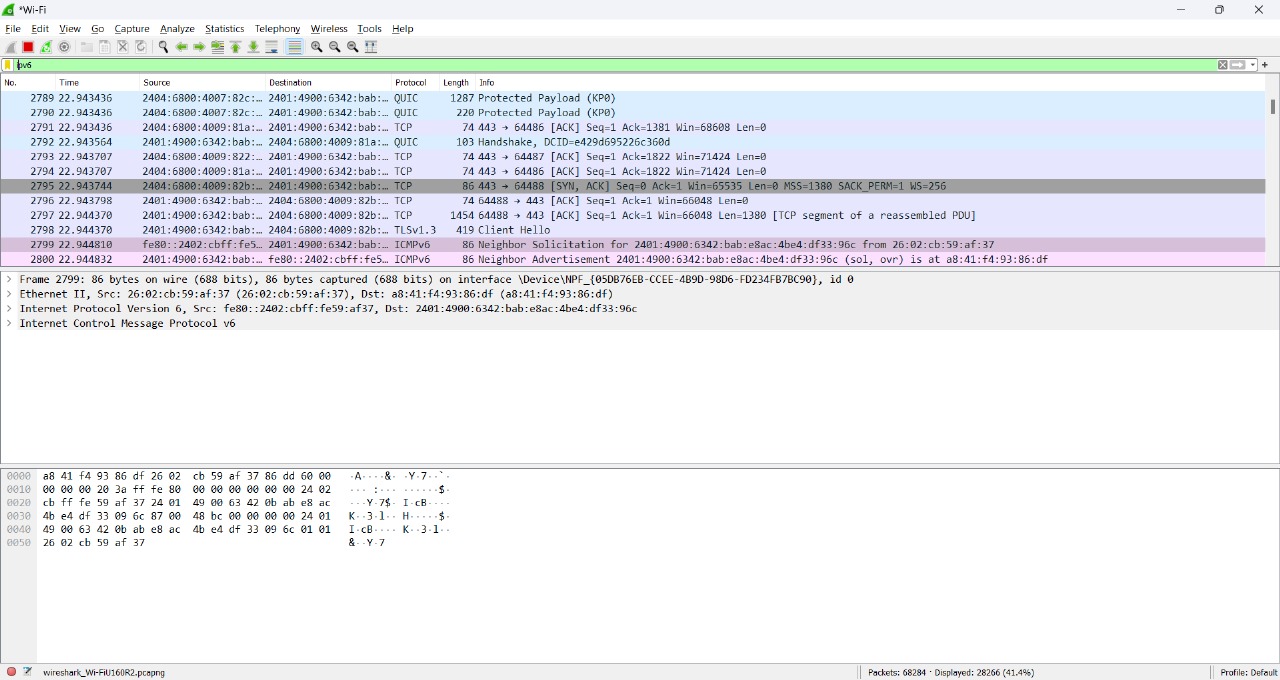 *Wi-Fi
File Edit View Go Capture Analyze Statistics Telephony Wireless Tools Help
ipv6
No. Time Source Destination Protocol Length Info
2789 22.943436 2404:6800:4007:82c:… 2401:4900:6342:bab:… QUIC 1287 Protected Payload (KP0)
2790 22.943436 2404:6800:4007:82c:… 2401:4900:6342:bab:… QUIC 220 Protected Payload (KP0)
2791 22.943436 2404:6800:4009:81a:… 2401:4900:6342:bab:… TCP 74 443 → 64486 [ACK] Seq=1 Ack=1381 Win=68608 Len=0
2792 22.943564 2401:4900:6342:bab:… 2404:6800:4009:81a:… QUIC 103 Handshake, DCID=e429d695226c360d
2793 22.943707 2404:6800:4009:822:… 2401:4900:6342:bab:… TCP 74 443 → 64487 [ACK] Seq=1 Ack=1822 Win=71424 Len=0
2794 22.943707 2404:6800:4009:81a:… 2401:4900:6342:bab:… TCP 74 443 → 64486 [ACK] Seq=1 Ack=1822 Win=71424 Len=0
2795 22.943744 2404:6800:4009:82b:… 2401:4900:6342:bab:… TCP 86 443 → 64488 [SYN, ACK] Seq=0 Ack=1 Win=65535 Len=0 MSS=1380 SACK_PERM=1 WS=256
2796 22.943798 2401:4900:6342:bab:… 2404:6800:4009:82b:… TCP 74 64488 → 443 [ACK] Seq=1 Ack=1 Win=66048 Len=0
2797 22.944370 2401:4900:6342:bab:… 2404:6800:4009:82b:… TCP 1454 64488 → 443 [ACK] Seq=1 Ack=1 Win=66048 Len=1380 [TCP segment of a reassembled PDU]
2798 22.944370 2401:4900:6342:bab:… 2404:6800:4009:82b:… TLSv1.3 419 Client Hello
2799 22.944810 fe80::2402:cbff:fe5… 2401:4900:6342:bab:… ICMPv6 86 Neighbor Solicitation for 2401:4900:6342:bab:e8ac:4be4:df33:96c from 26:02:cb:59:af:37
2800 22.944832 2401:4900:6342:bab:… fe80::2402:cbff:fe5… ICMPv6 86 Neighbor Advertisement 2401:4900:6342:bab:e8ac:4be4:df33:96c (sol, ovr) is at a8:41:f4:93:86:df
Frame 2799: 86 bytes on wire (688 bits), 86 bytes captured (688 bits) on interface \Device\NPF_{05DB76EB-CCEE-4B9D-98D6-FD234FB7BC90}, id 0
Ethernet II, Src: 26:02:cb:59:af:37 (26:02:cb:59:af:37), Dst: a8:41:f4:93:86:df (a8:41:f4:93:86:df)
Internet Protocol Version 6, Src: fe80::2402:cbff:fe59:af37, Dst: 2401:4900:6342:bab:e8ac:4be4:df33:96c
Internet Control Message Protocol v6
0000 a8 41 f4 93 86 df 26 02 cb 59 af 37 86 dd 60 00 ·A····&· ·Y·7··`·
0010 00 00 00 20 3a ff fe 80 00 00 00 00 00 00 24 02 ··· :··· ······$·
0020 cb ff fe 59 af 37 24 01 49 00 63 42 0b ab e8 ac ···Y·7$· I·cB····
0030 4b e4 df 33 09 6c 87 00 48 bc 00 00 00 00 24 01 K··3·l·· H·····$·
0040 49 00 63 42 0b ab e8 ac 4b e4 df 33 09 6c 01 01 I·cB···· K··3·l··
0050 26 02 cb 59 af 37 &··Y·7
wireshark_Wi-FiU160R2.pcapng Packets: 68284 · Displayed: 28266 (41.4%) Profile: Default